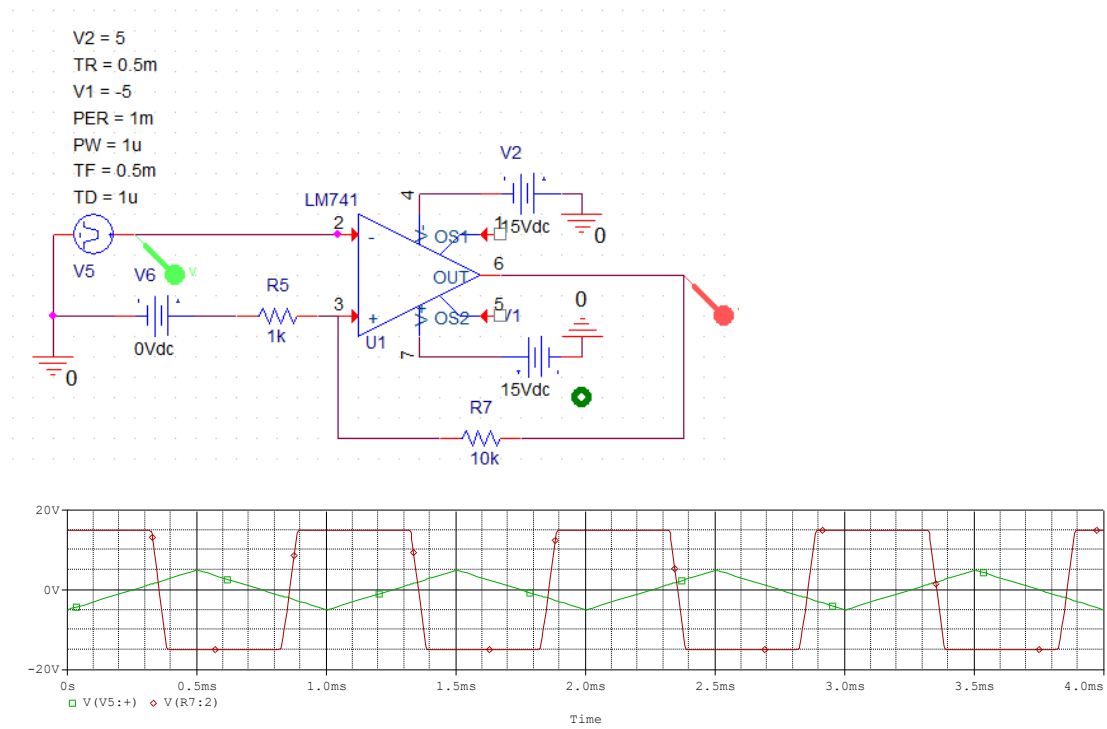 V2 = 5
TR = 0.5m
V1 = -5
PER = 1m
PW = 1u
TF = 0.5m
TD = 1u
V5
V6
0Vdc
0
R5
1k
LM741
2
-
3
+
U1
4
V-
OS1
1
OUT
6
OS2
5
V+
7
V2
15Vdc
0
V1
0
15Vdc
R7
10k
20V
0V
-20V
0s
0.5ms
1.0ms
1.5ms
2.0ms
2.5ms
3.0ms
3.5ms
4.0ms
V(V5:+)
V(R7:2)
Time